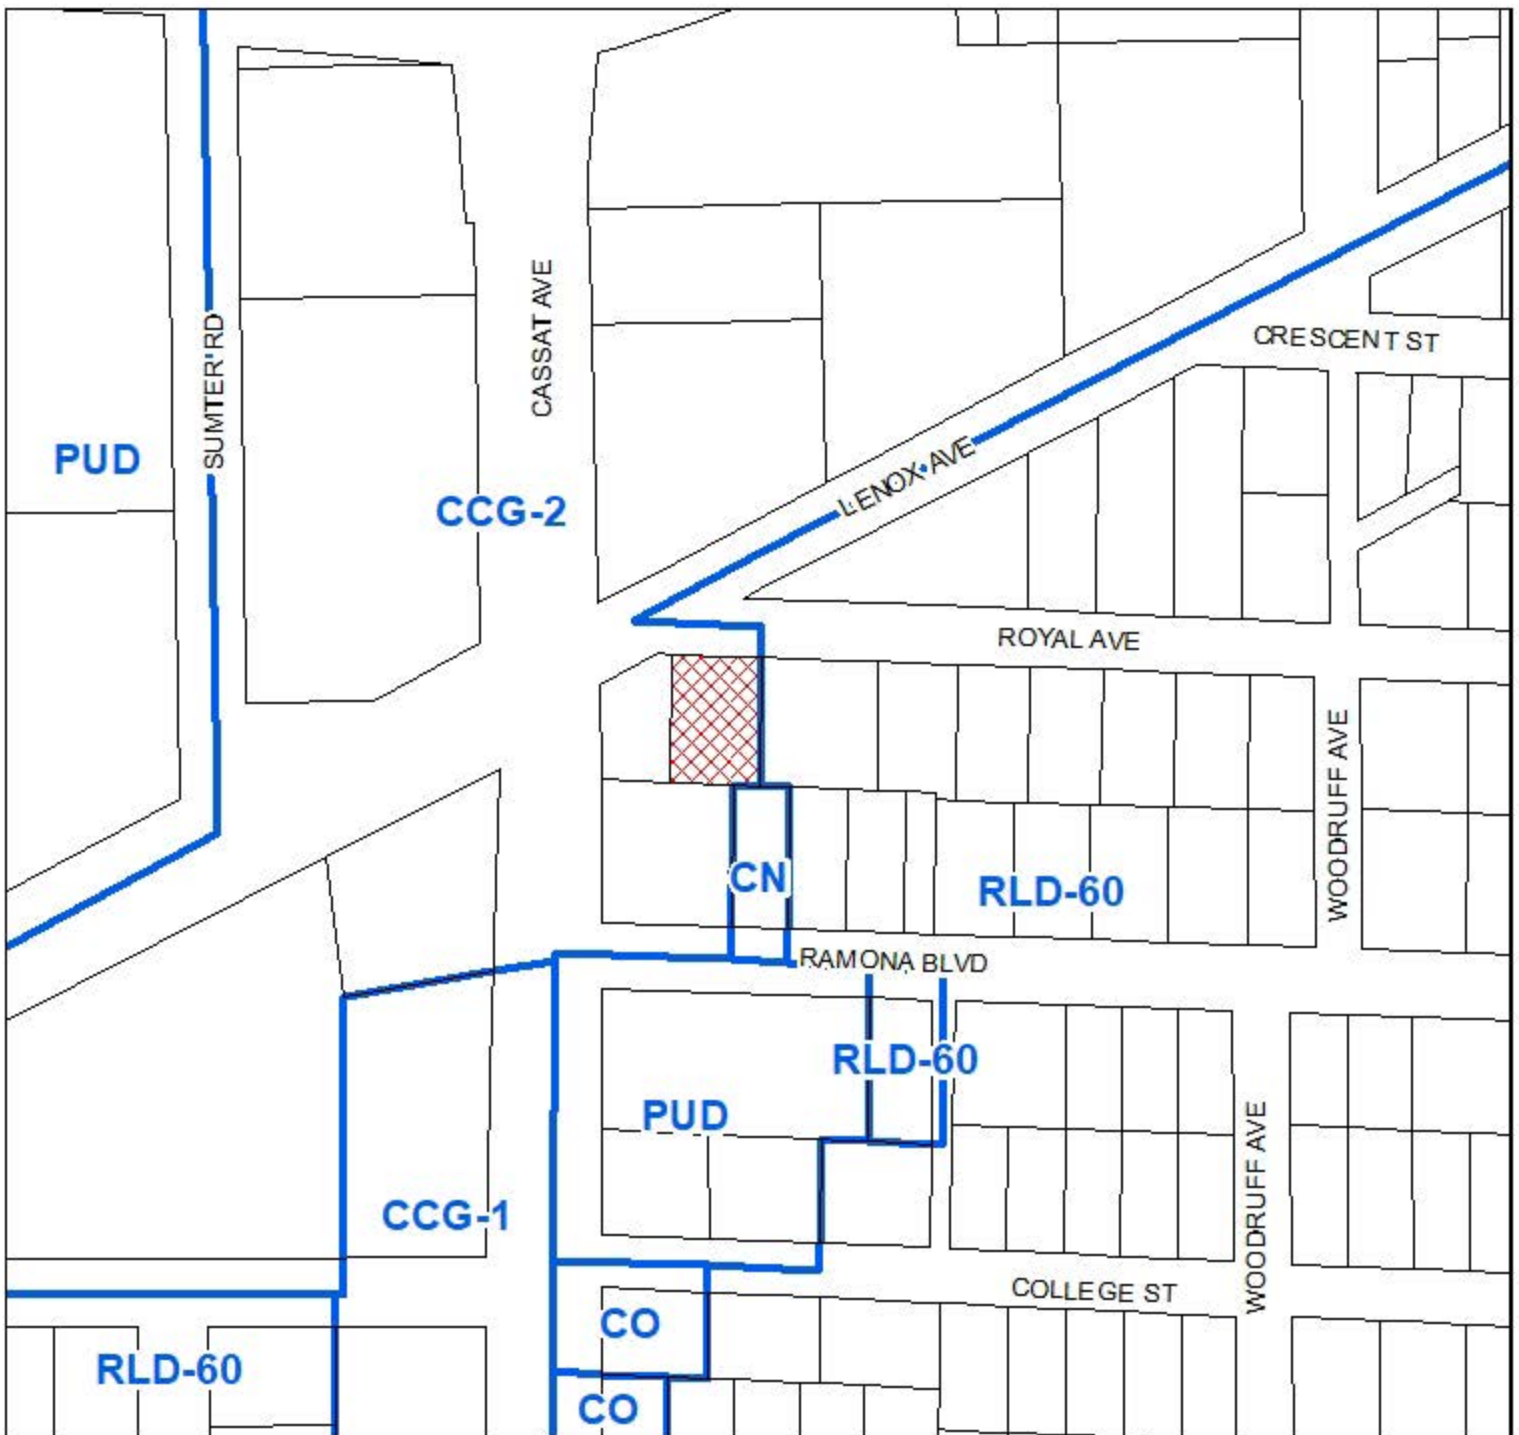 CASSAT AVE
CRESCENT ST
SUMTER RD
PUD
LENOX AVE
CCG-2
ROYAL AVE
WOODRUFF AVE
CN
RLD-60
RAMONA BLVD
RLD-60
PUD
CCG-1
WOODRUFF AVE
COLLEGE ST
CO
RLD-60
CO